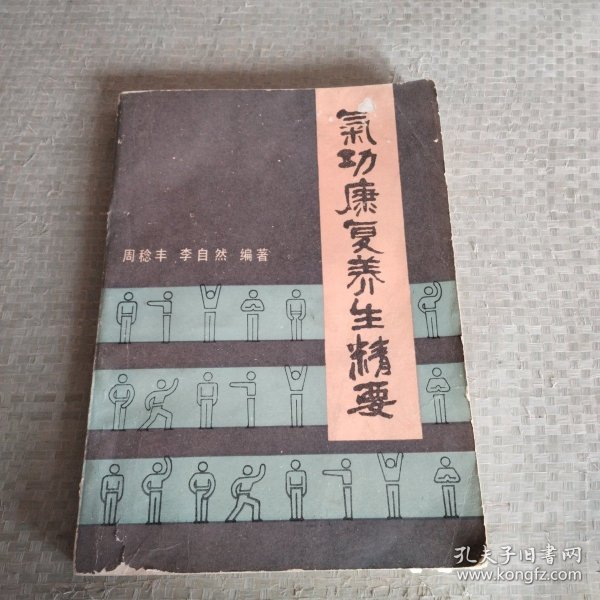 氣功康复养生精要
周稔丰 李自然 编著
孔夫子旧书网
www.kongfz.com